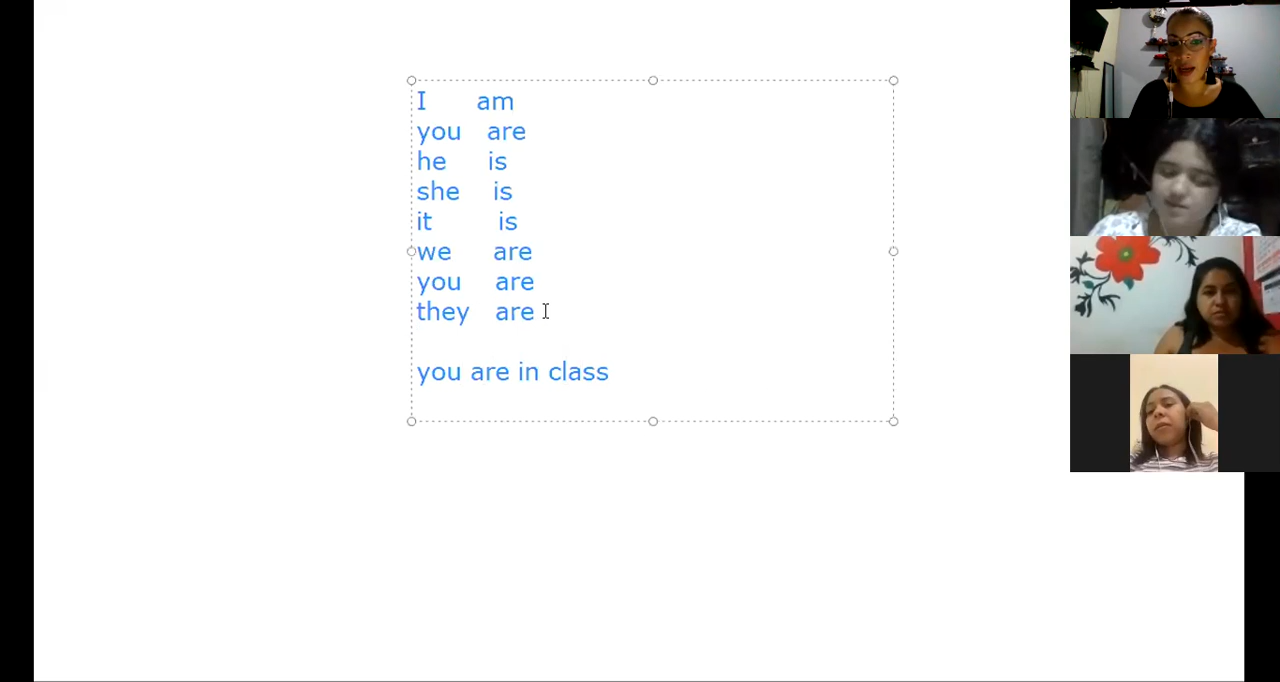 I am
you are
he is
she is
it is
we are
you are
they are
you are in class